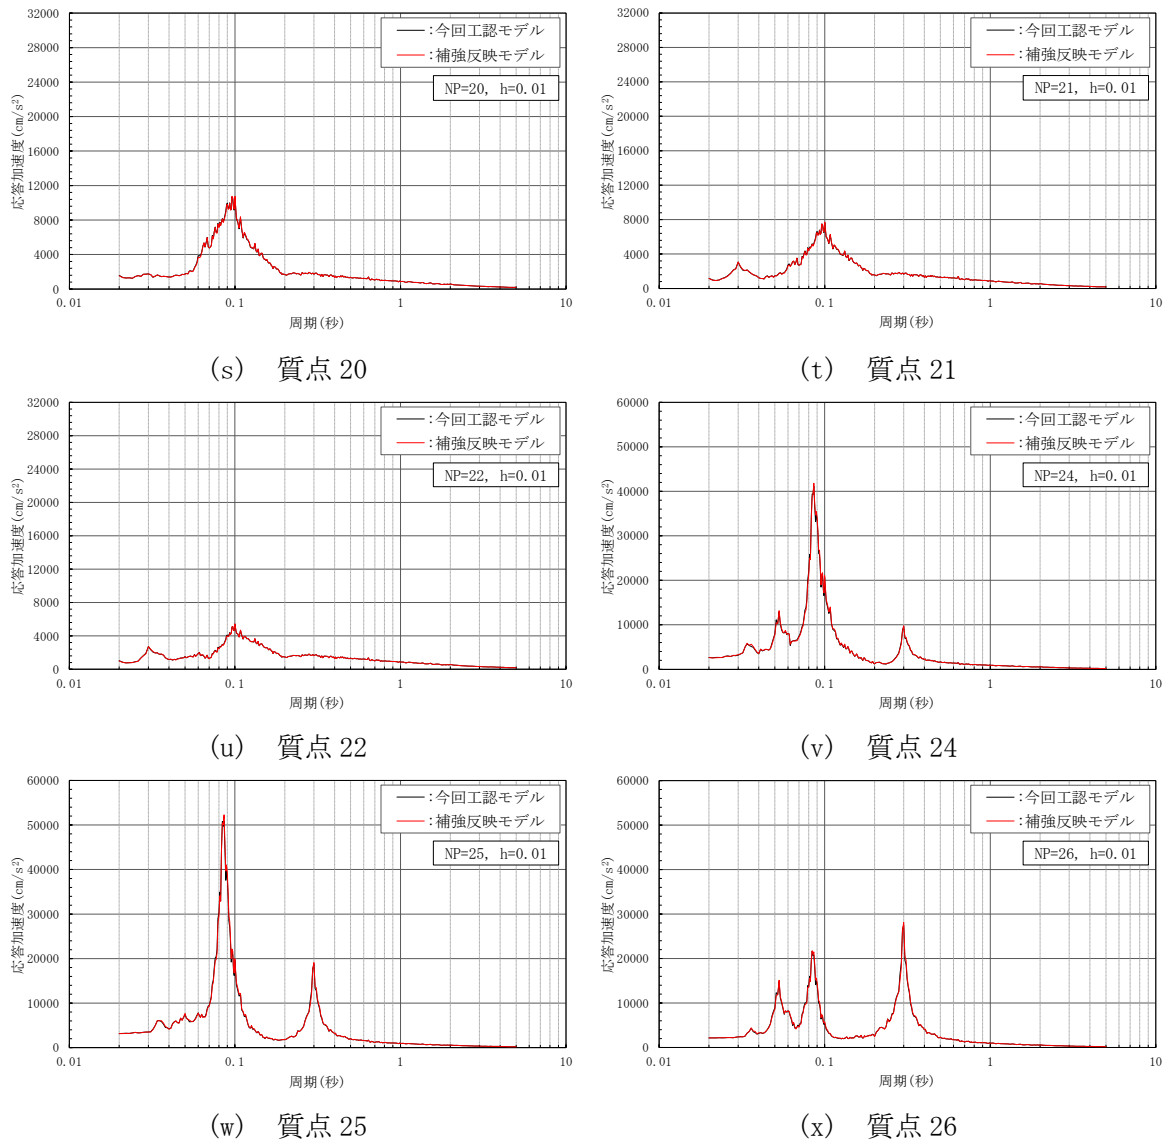 32000
28000
24000
20000
16000
12000
8000
4000
0
0.01
0.1
1
10
応答加速度(cm/s²)
周期(秒)
:今回工認モデル
:補強反映モデル
NP=20, h=0.01
(s) 質点 20
32000
28000
24000
20000
16000
12000
8000
4000
0
0.01
0.1
1
10
応答加速度(cm/s²)
周期(秒)
:今回工認モデル
:補強反映モデル
NP=21, h=0.01
(t) 質点 21
32000
28000
24000
20000
16000
12000
8000
4000
0
0.01
0.1
1
10
応答加速度(cm/s²)
周期(秒)
:今回工認モデル
:補強反映モデル
NP=22, h=0.01
(u) 質点 22
60000
50000
40000
30000
20000
10000
0
0.01
0.1
1
10
応答加速度(cm/s²)
周期(秒)
:今回工認モデル
:補強反映モデル
NP=24, h=0.01
(v) 質点 24
60000
50000
40000
30000
20000
10000
0
0.01
0.1
1
10
応答加速度(cm/s²)
周期(秒)
:今回工認モデル
:補強反映モデル
NP=25, h=0.01
(w) 質点 25
60000
50000
40000
30000
20000
10000
0
0.01
0.1
1
10
応答加速度(cm/s²)
周期(秒)
:今回工認モデル
:補強反映モデル
NP=26, h=0.01
(x) 質点 26